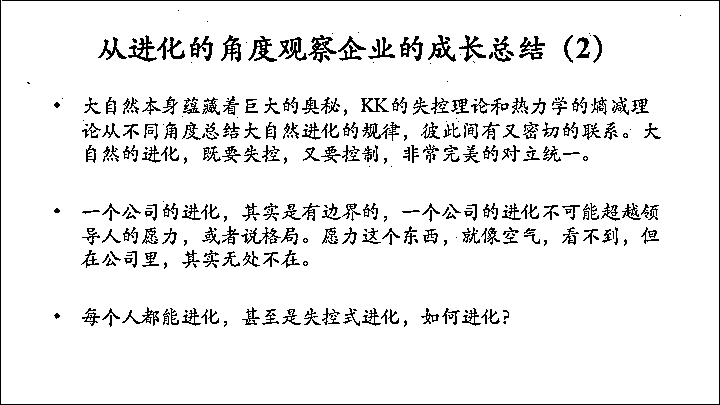 从进化的角度观察企业的成长总结（2）
• 大自然本身蕴藏着巨大的奥秘，KK的失控理论和热力学的熵减理
论从不同角度总结大自然进化的规律，彼此间有又密切的联系。大
自然的进化，既要失控，又要控制，非常完美的对立统一。
• 一个公司的进化，其实是有边界的，一个公司的进化不可能超越领
导人的愿力，或者说格局。愿力这个东西，就像空气，看不到，但
在公司里，其实无处不在。
• 每个人都能进化，甚至是失控式进化，如何进化？